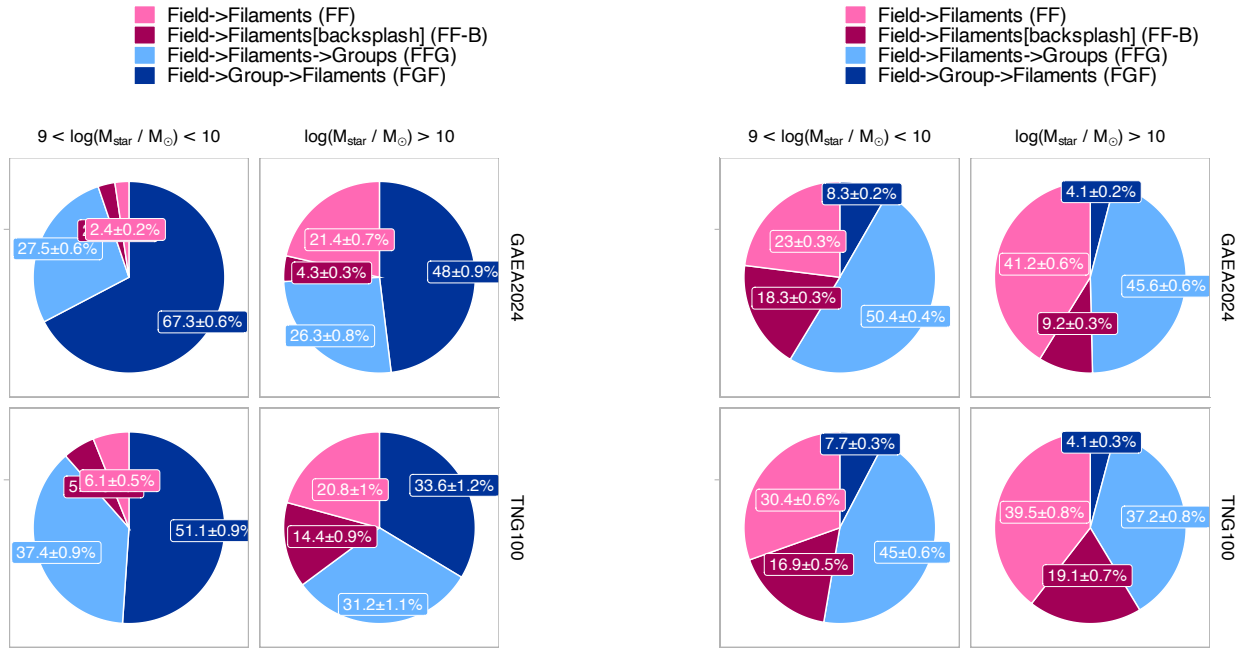 Field->Filaments (FF)
Field->Filaments[backsplash] (FF-B)
Field->Filaments->Groups (FFG)
Field->Group->Filaments (FGF)
9 < log(Mstar / M☉) < 10
log(Mstar / M☉) > 10
27.5±0.6%
2.4±0.2%
67.3±0.6%
21.4±0.7%
4.3±0.3%
48±0.9%
26.3±0.8%
GAEA2024
6.1±0.5%
37.4±0.9%
51.1±0.9%
20.8±1%
33.6±1.2%
14.4±0.9%
31.2±1.1%
TNG100
Field->Filaments (FF)
Field->Filaments[backsplash] (FF-B)
Field->Filaments->Groups (FFG)
Field->Group->Filaments (FGF)
9 < log(Mstar / M☉) < 10
log(Mstar / M☉) > 10
8.3±0.2%
23±0.3%
18.3±0.3%
50.4±0.4%
4.1±0.2%
41.2±0.6%
45.6±0.6%
9.2±0.3%
GAEA2024
7.7±0.3%
30.4±0.6%
16.9±0.5%
45±0.6%
4.1±0.3%
39.5±0.8%
37.2±0.8%
19.1±0.7%
TNG100